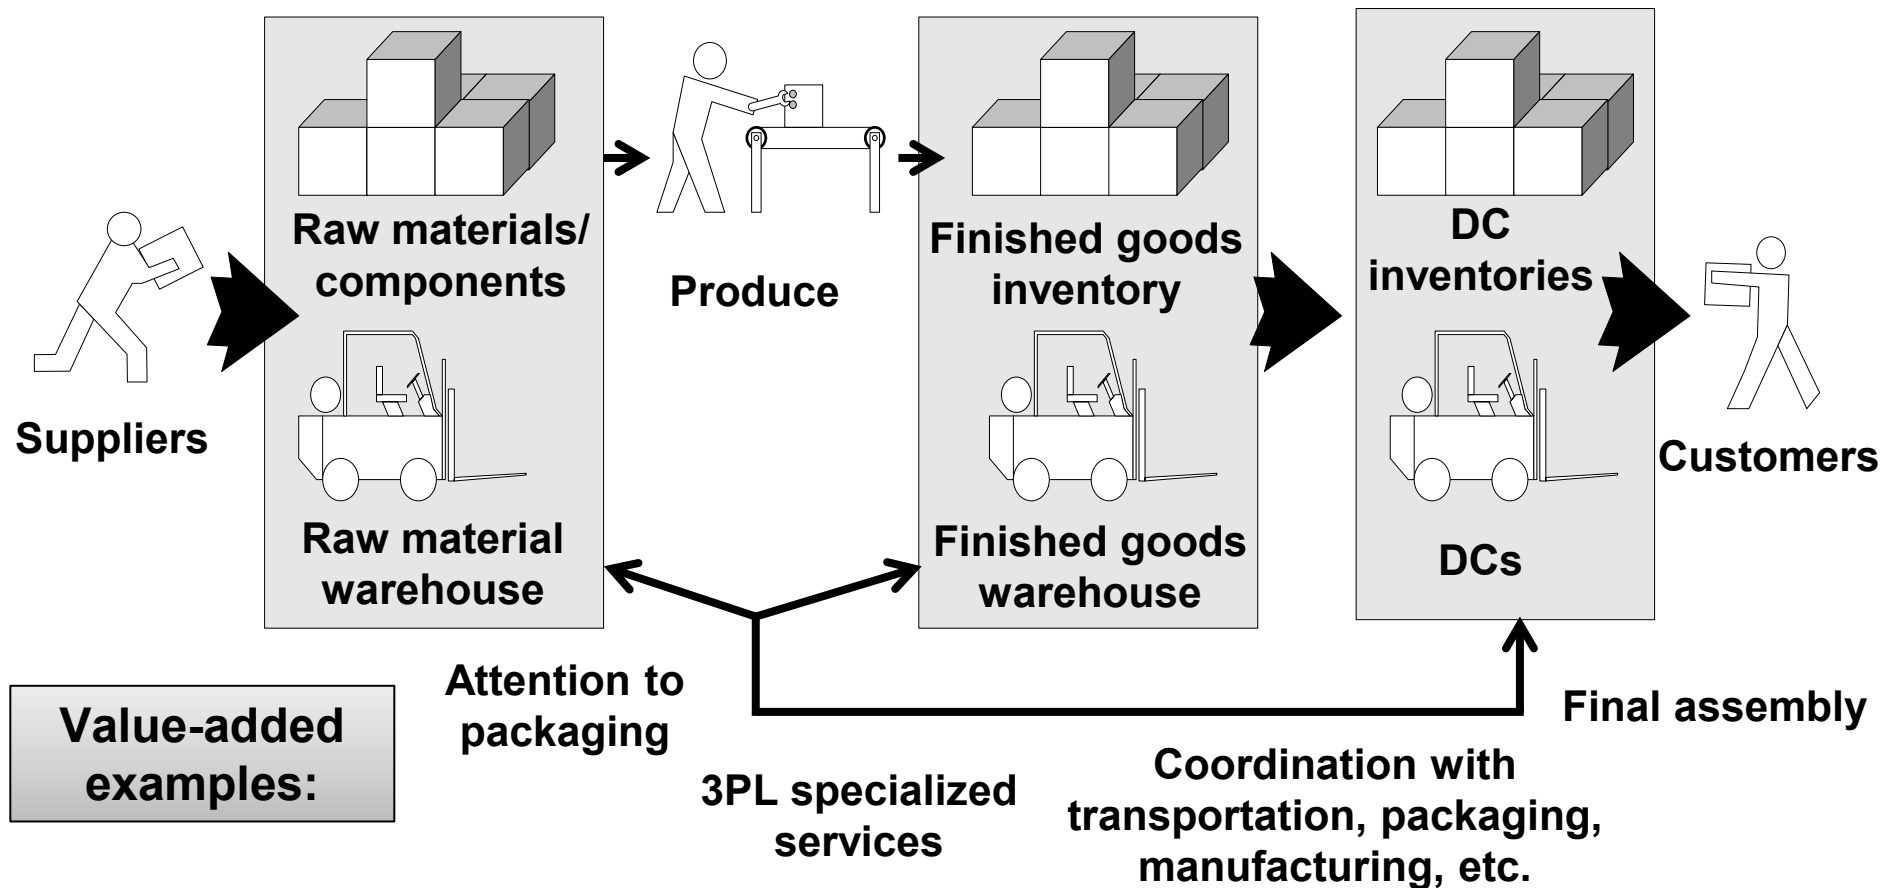 Suppliers
Raw materials/
components
Raw material
warehouse
Produce
Finished goods
inventory
Finished goods
warehouse
DC
inventories
DCs
Customers
Value-added
examples:
Attention to
packaging
3PL specialized
services
Coordination with
transportation, packaging,
manufacturing, etc.
Final assembly